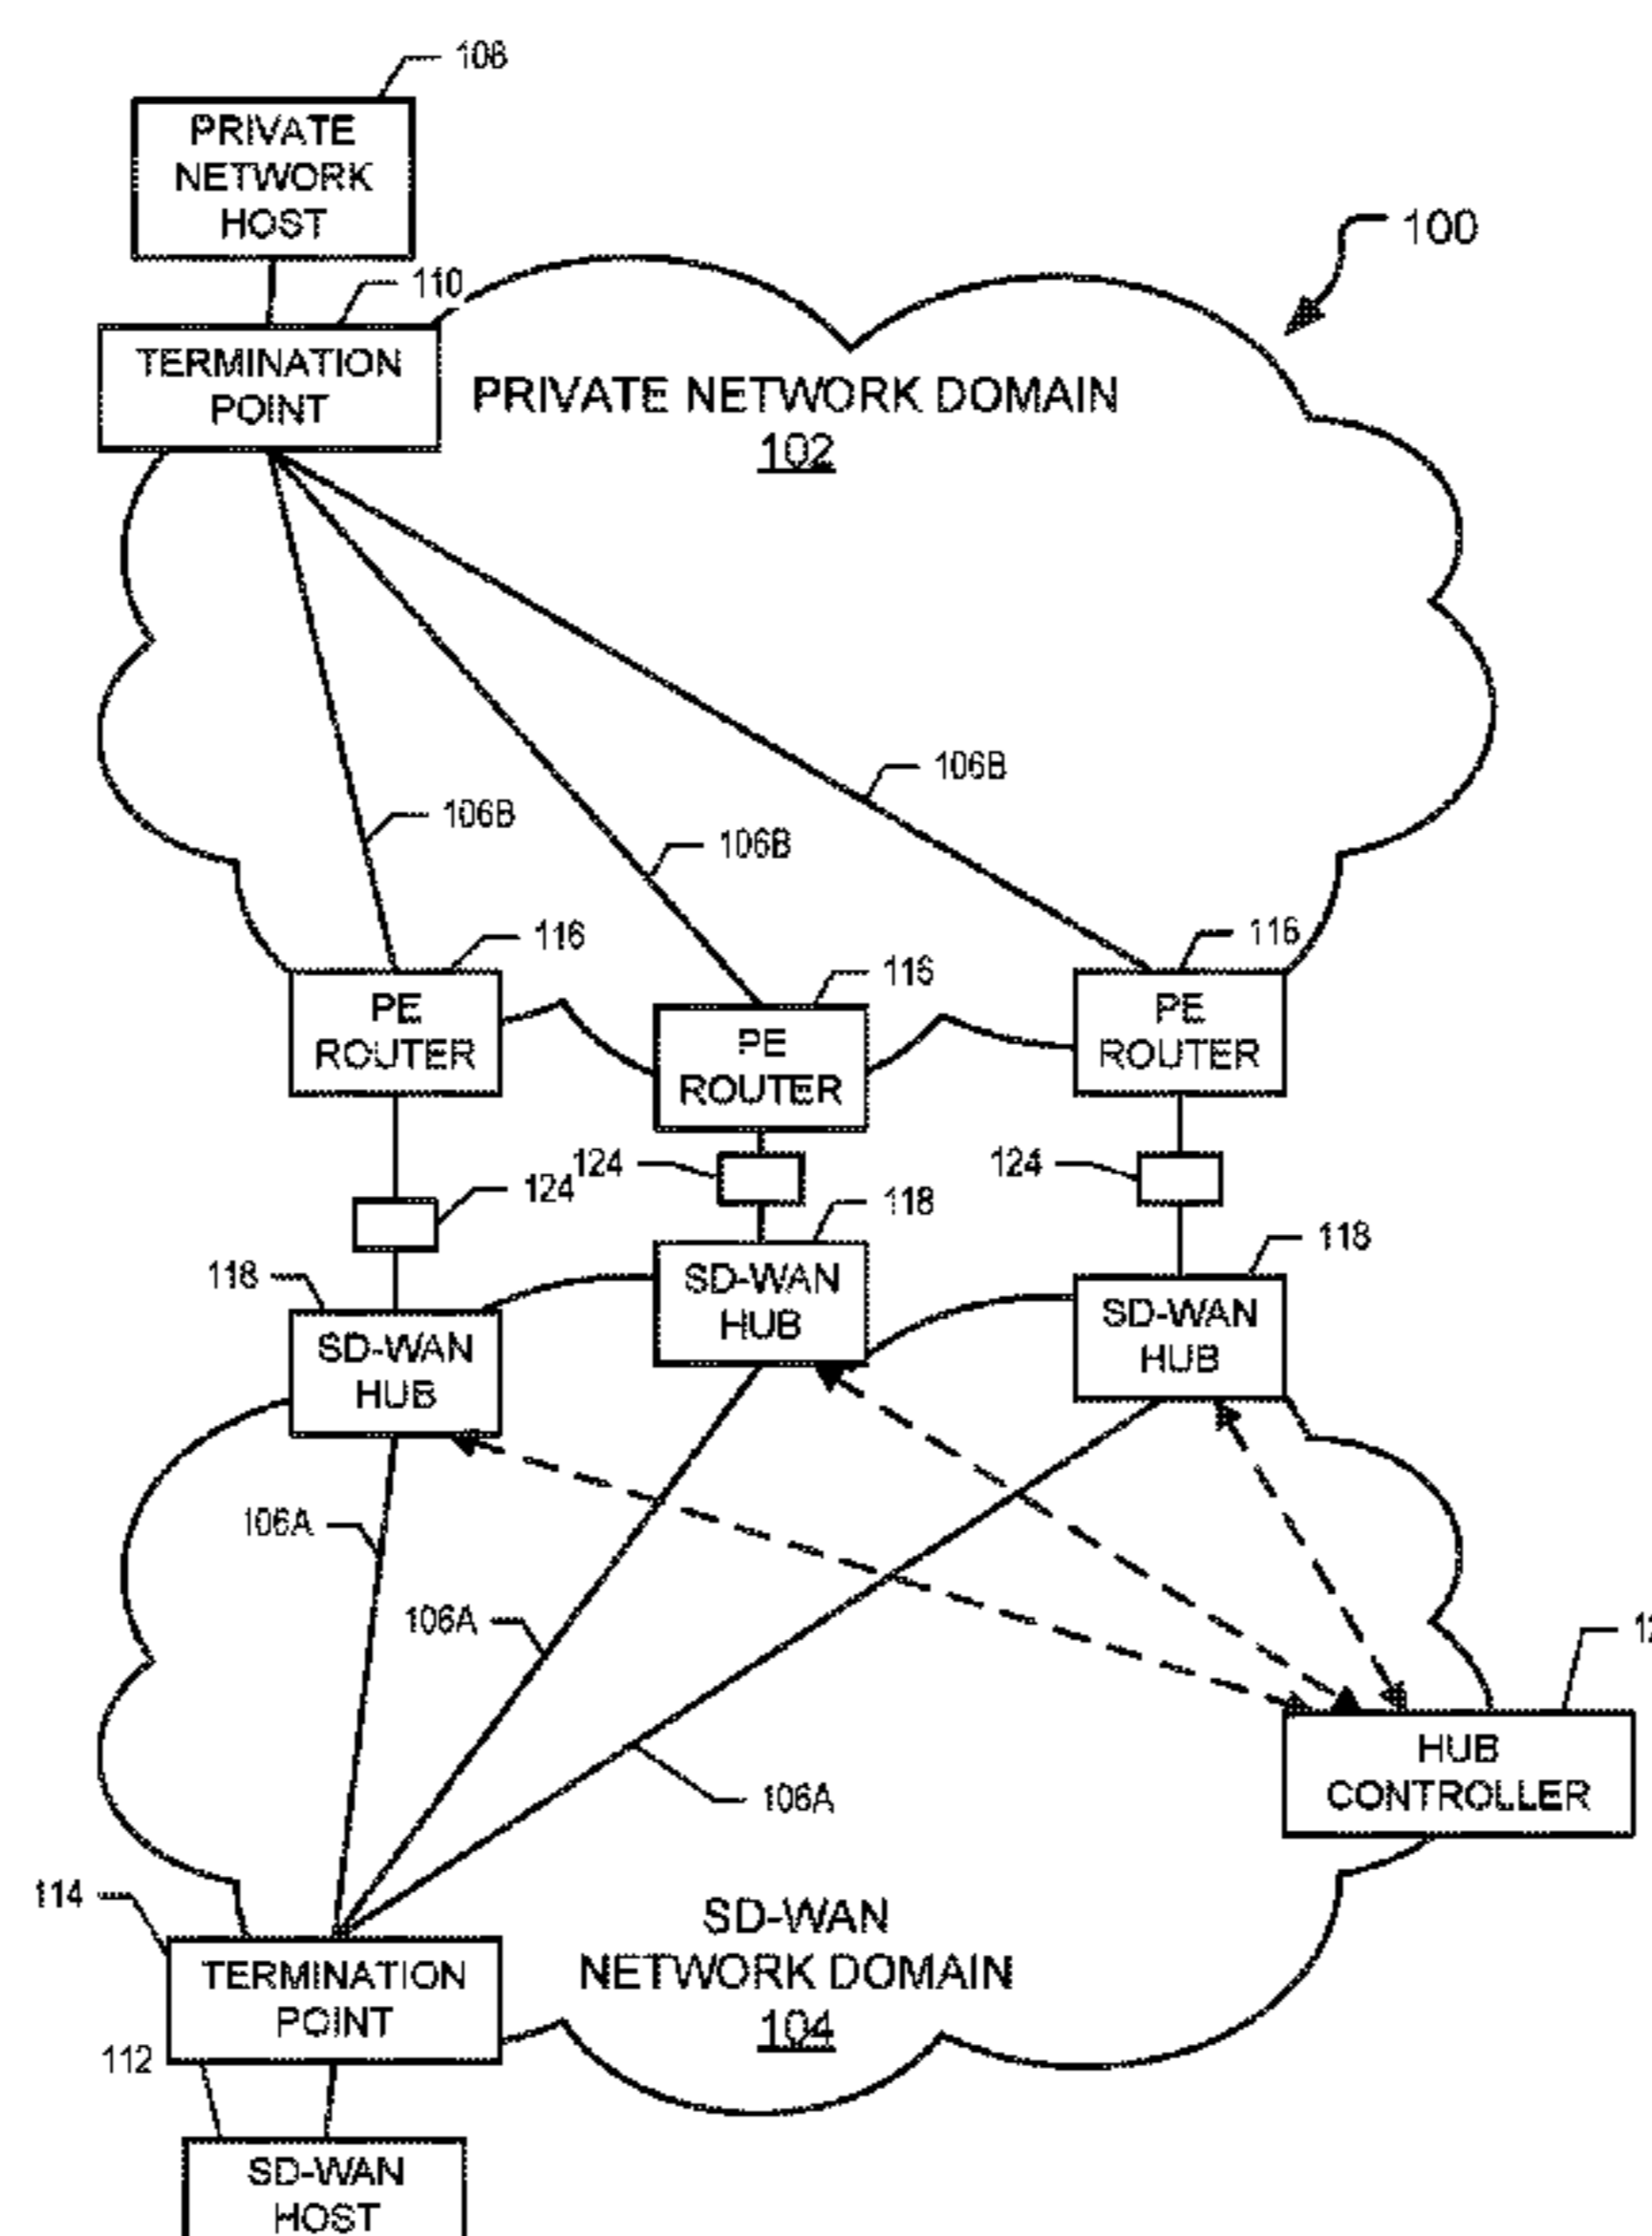 108
PRIVATE
NETWORK
HOST
100
110
TERMINATION
POINT
PRIVATE NETWORK DOMAIN
102
106B
106B
106B
116
116
116
PE
ROUTER
PE
ROUTER
PE
ROUTER
124
124
124
118
118
118
SD-WAN
HUB
SD-WAN
HUB
SD-WAN
HUB
106A
106A
106A
HUB
CONTROLLER
114
SD-WAN
NETWORK DOMAIN
104
TERMINATION
POINT
112
SD-WAN
HOST